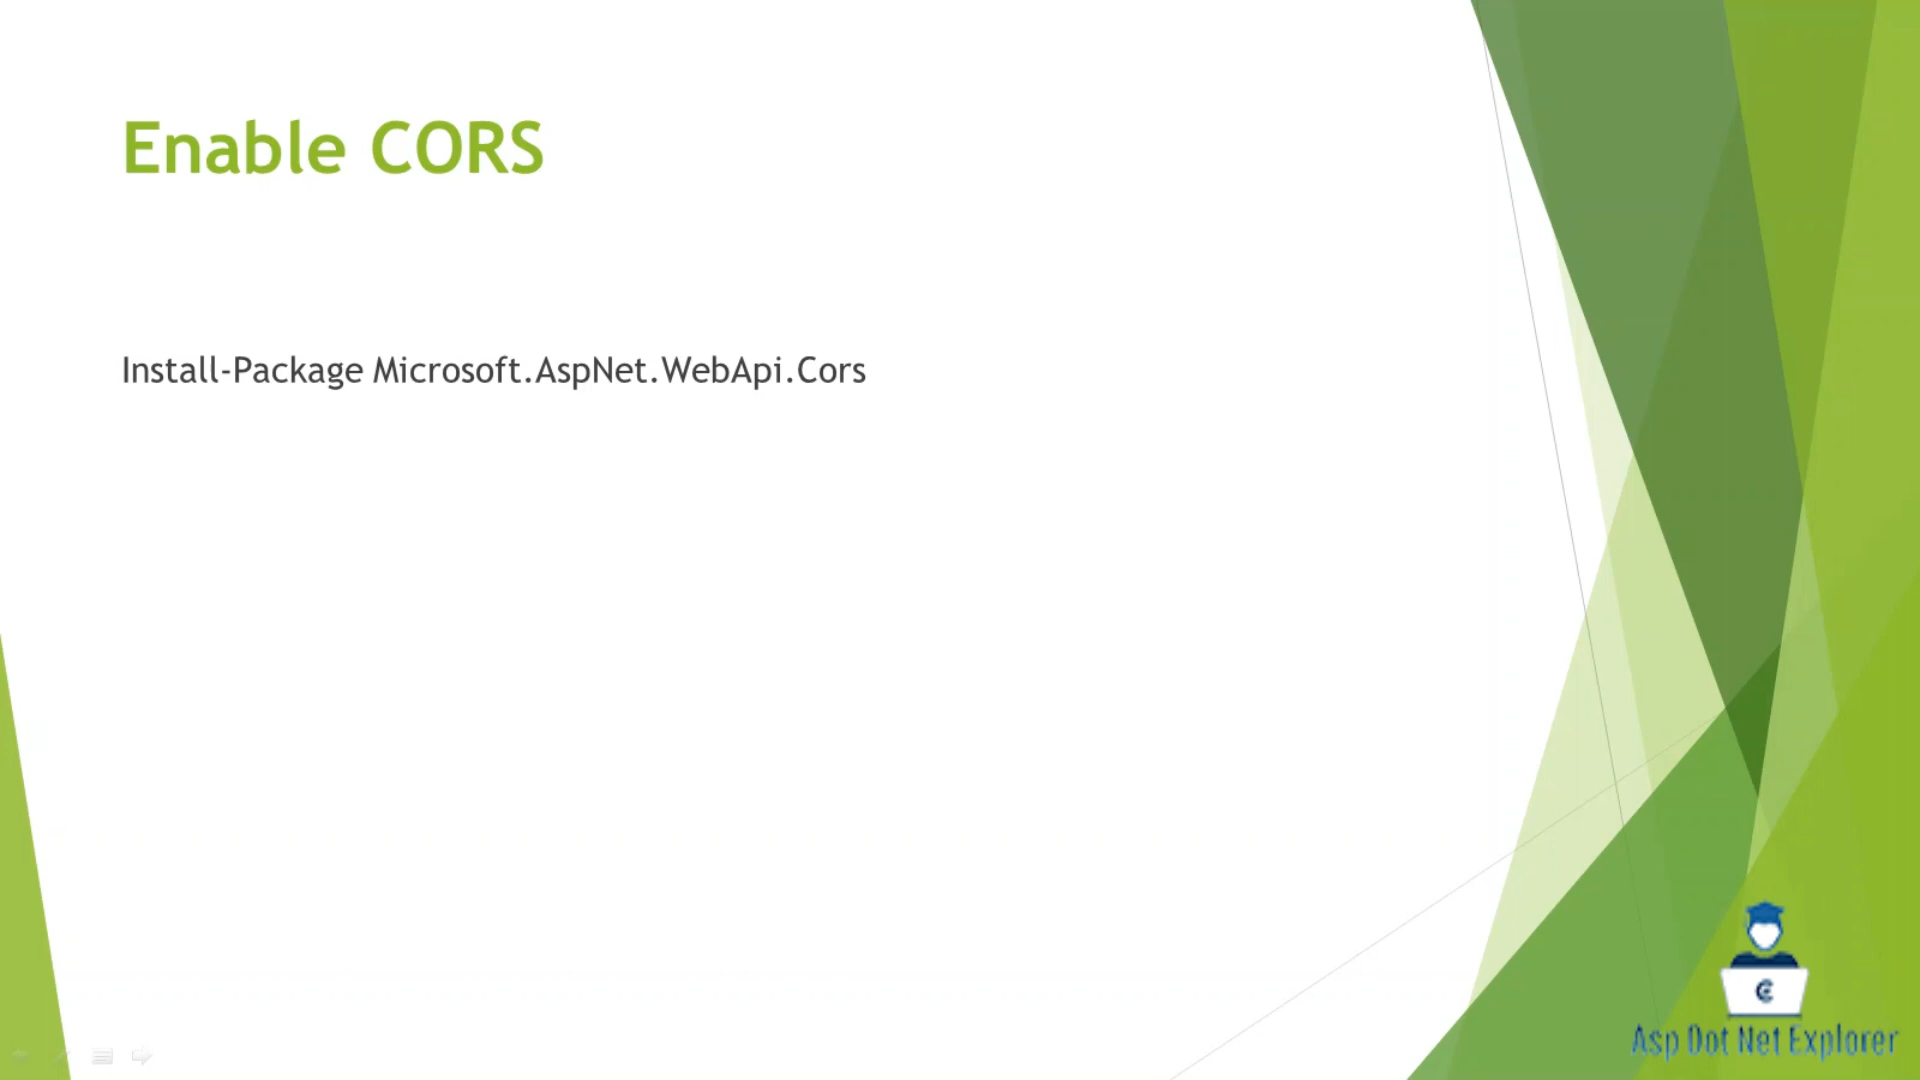 Enable CORS
Install-Package Microsoft.AspNet.WebApi.Cors
Asp Dot Net Explorer